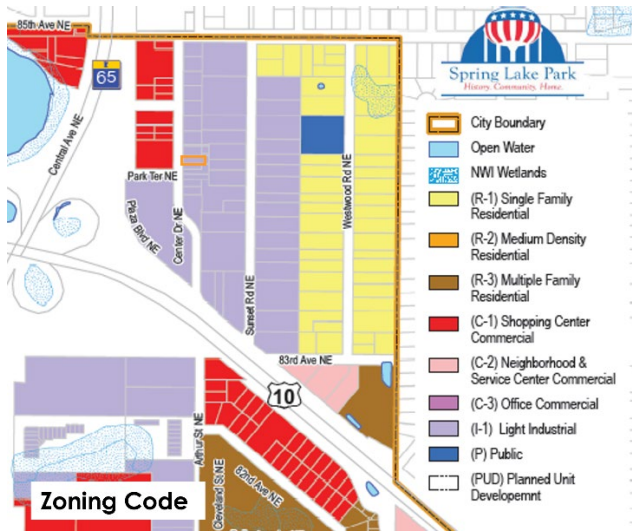 85th Ave NE
65
Central Ave NE
Park Ter NE
Plaza Blvd NE
Center Dr NE
Sunset Rd NE
Westwood Rd NE
83rd Ave NE
10
Arthur St NE
Cleveland St NE
82nd Ave NE
Zoning Code
Spring Lake Park
History. Community. Home.
City Boundary
Open Water
NWI Wetlands
(R-1) Single Family
Residential
(R-2) Medium Density
Residential
(R-3) Multiple Family
Residential
(C-1) Shopping Center
Commercial
(C-2) Neighborhood &
Service Center Commercial
(C-3) Office Commercial
(I-1) Light Industrial
(P) Public
(PUD) Planned Unit
Developemnt